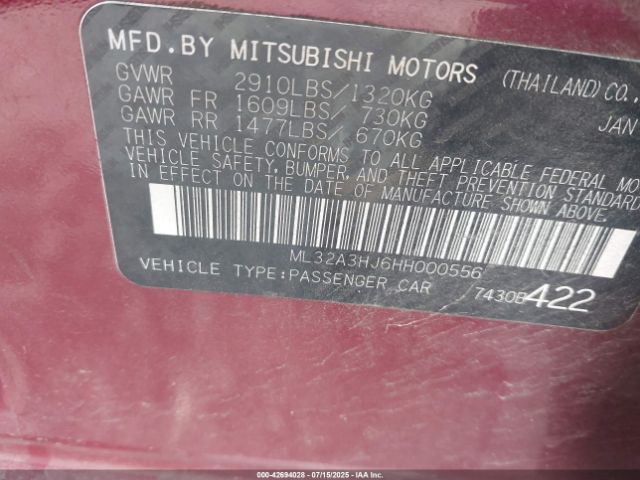 MFD.BY MITSUBISHI MOTORS (THAILAND)CO.
GVWR 2910LBS/1320KG
GAWR FR 1609LBS/ 730KG JAN
GAWR RR 1477LBS/ 670KG
THIS VEHICLE CONFORMS TO ALL APPLICABLE FEDERAL MO
VEHICLE SAFETY, BUMPER, AND THEFT PREVENTION STANDARD
IN EFFECT ON THE DATE OF MANUFACTURE SHOWN ABOVE.
ML32A3HJ6HH000556
VEHICLE TYPE:PASSENGER CAR 7430B422
000-42694028 - 07/15/2025 - IAAI.COM